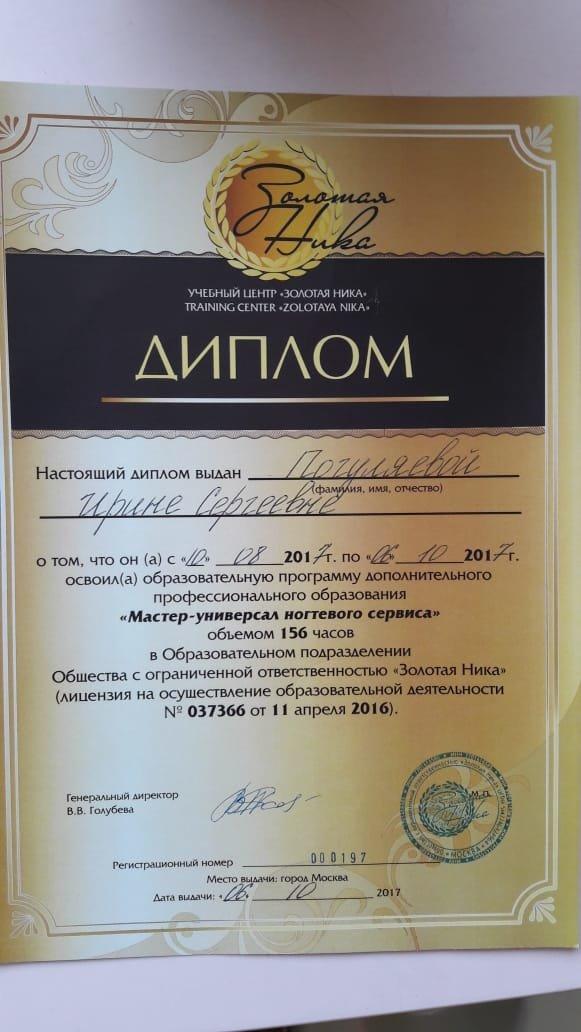 Золотая
Ника
УЧЕБНЫЙ ЦЕНТР «ЗОЛОТАЯ НИКА»
TRAINING CENTER «ZOLOTAYA NIKA»
ДИПЛОМ
Настоящий диплом выдан Погуляевой
(фамилия, имя, отчество)
Ирине Сергеевне
о том, что он (а) с «10» 08 2017г. по «06» 10 2017г.
освоил(а) образовательную программу дополнительного
профессионального образования
«Мастер-универсал ногтевого сервиса»
объемом 156 часов
в Образовательном подразделении
Общества с ограниченной ответственностью «Золотая Ника»
(лицензия на осуществление образовательной деятельности
№ 037366 от 11 апреля 2016).
Генеральный директор
В.В. Голубева
М.П.
Регистрационный номер 000197
Место выдачи: город Москва
Дата выдачи: «06» 10 2017